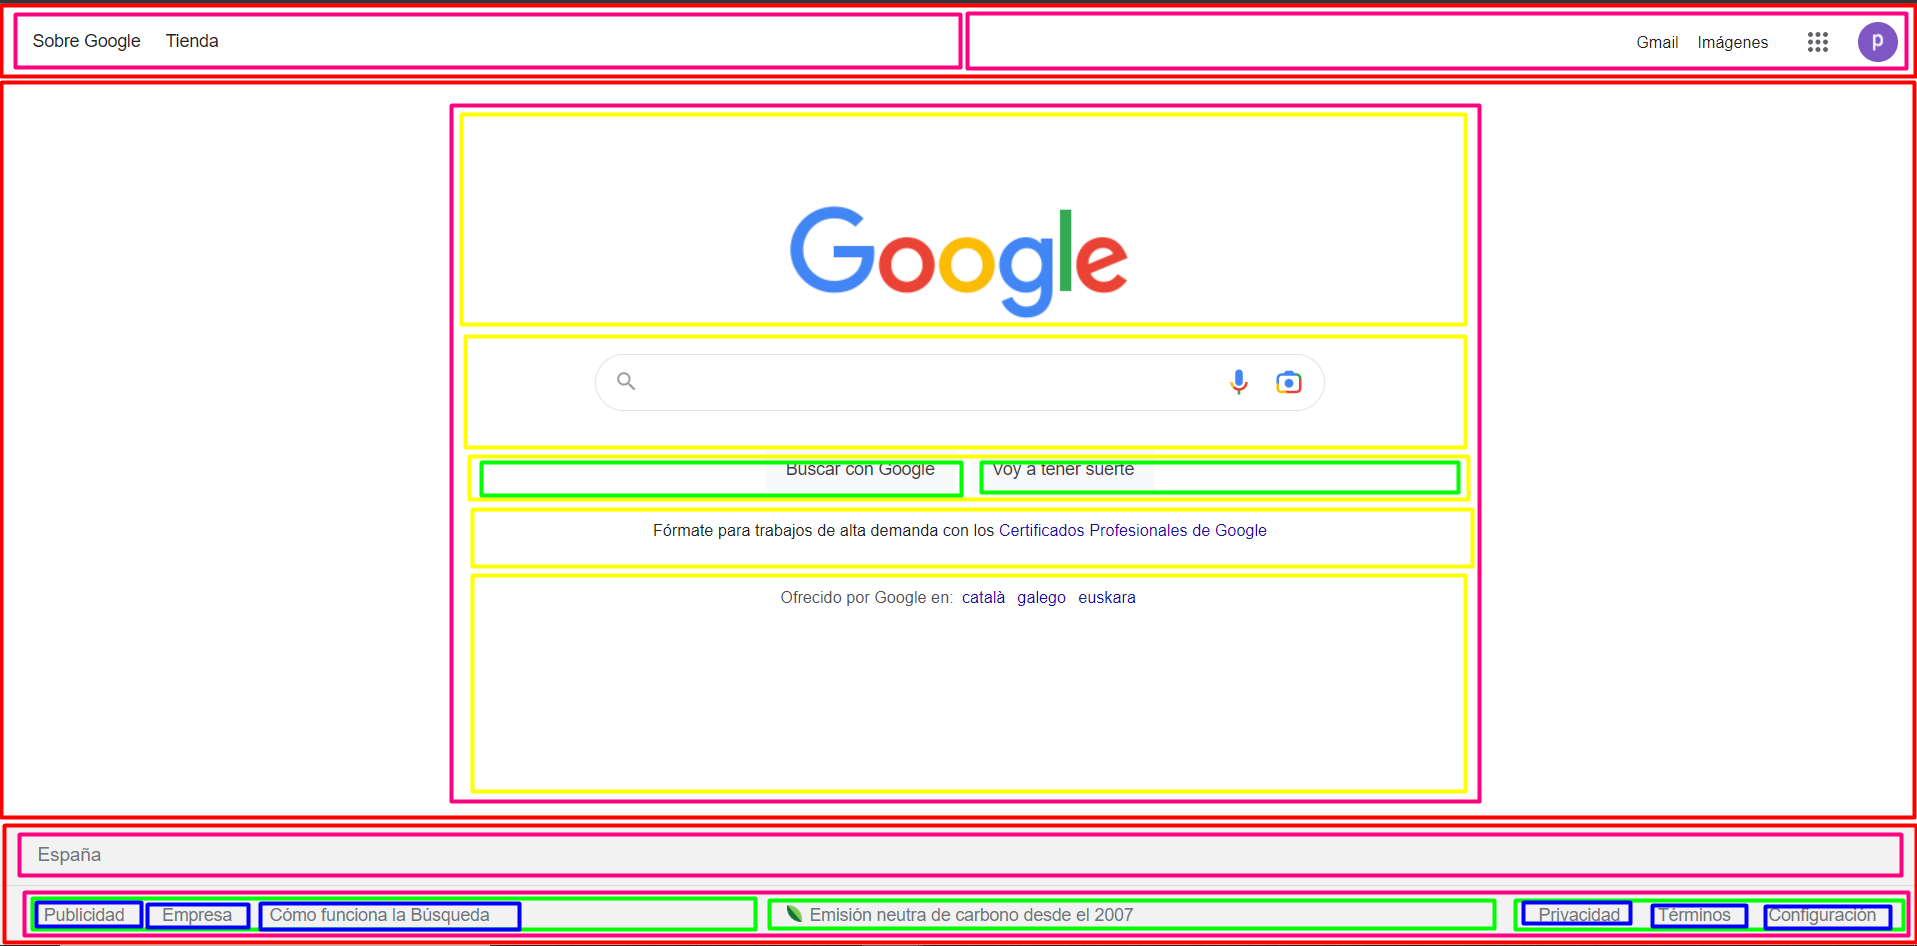 Sobre Google Tienda Gmail Imágenes p
Google
Buscar con Google Voy a tener suerte
Fórmate para trabajos de alta demanda con los Certificados Profesionales de Google
Ofrecido por Google en: català galego euskara
España
Publicidad Empresa Cómo funciona la Búsqueda Emisión neutra de carbono desde el 2007 Privacidad Términos Configuración